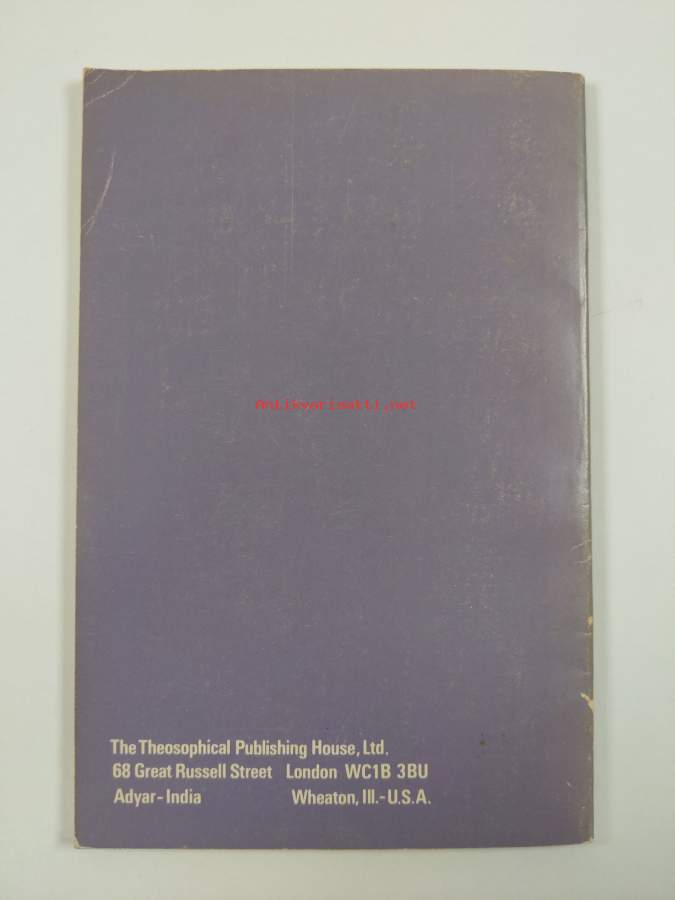 Antikvariaatti.net
The Theosophical Publishing House, Ltd.
68 Great Russell Street London WC1B 3BU
Adyar-India Wheaton, Ill.-U.S.A.